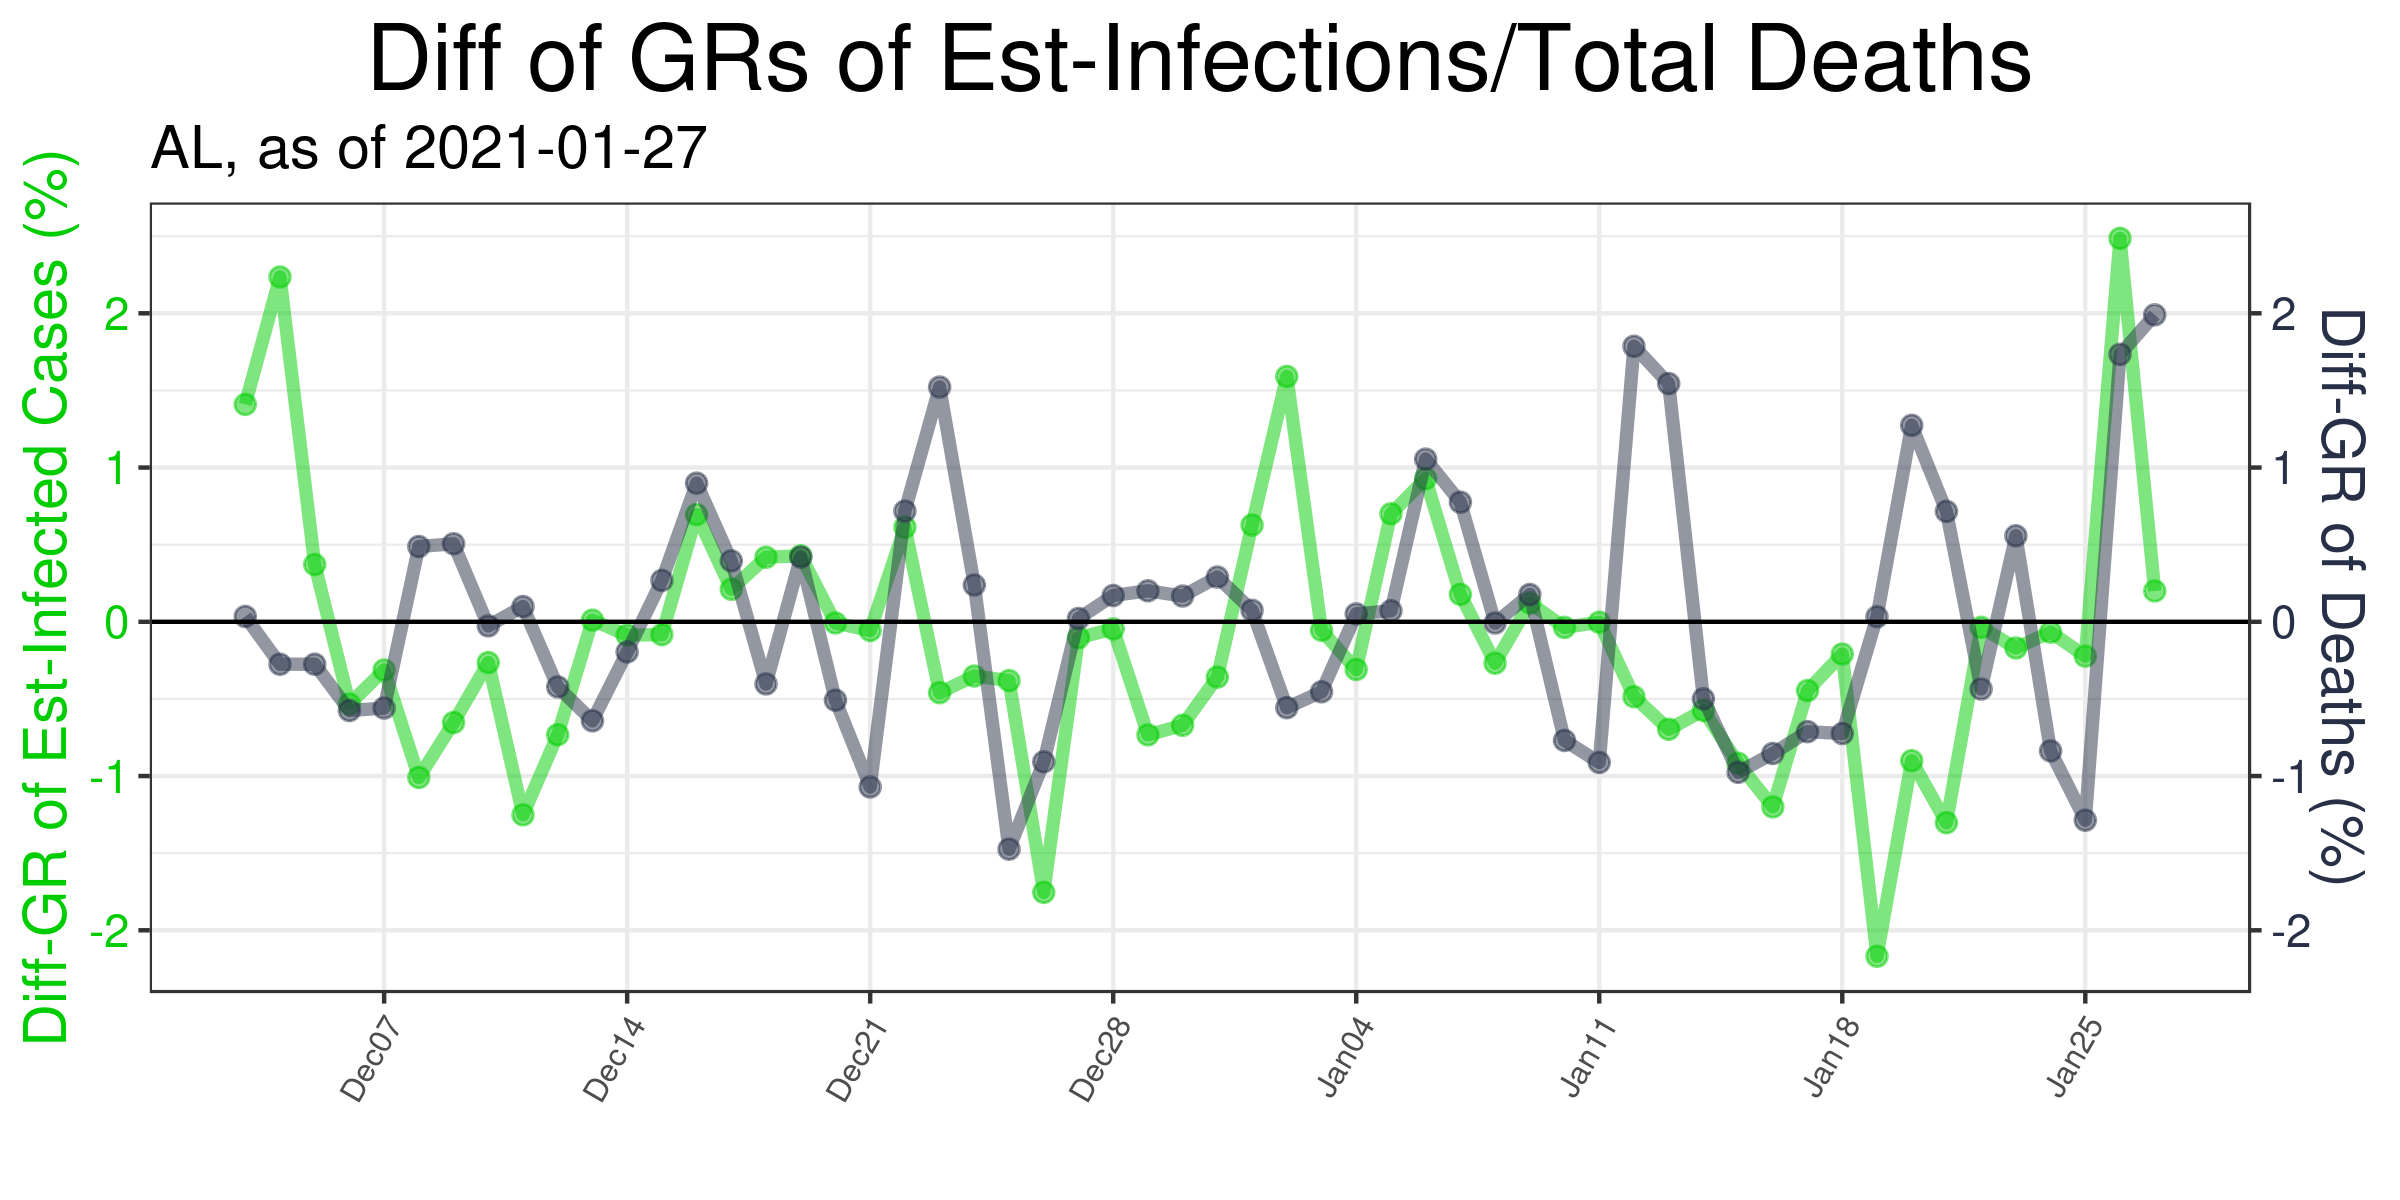 Diff of GRs of Est-Infections/Total Deaths
AL, as of 2021-01-27
Diff-GR of Est-Infected Cases (%)
2
1
0
-1
-2
2
1
0
-1
-2
Diff-GR of Deaths (%)
Dec07
Dec14
Dec21
Dec28
Jan04
Jan11
Jan18
Jan25